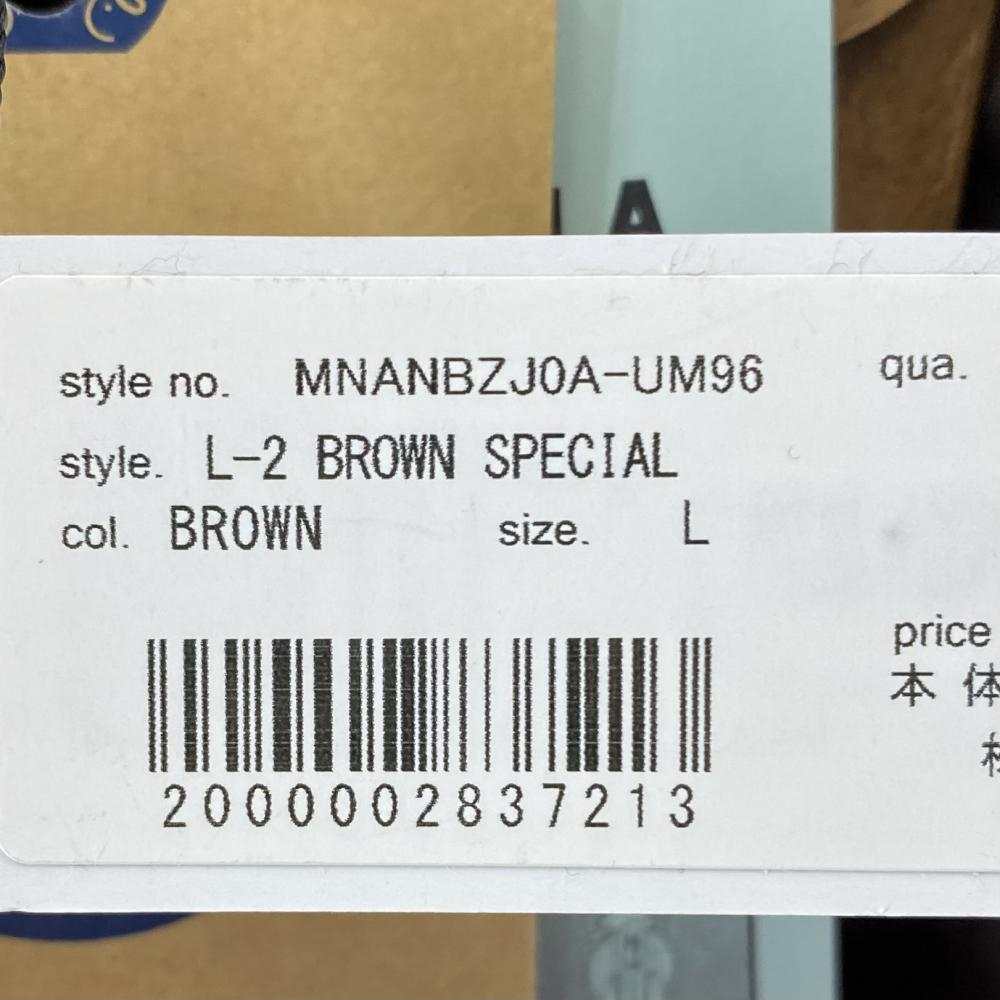 A
style no. MNANBZJ0A-UM96 qua.
style. L-2 BROWN SPECIAL
col. BROWN size. L
price
本体
2000002837213